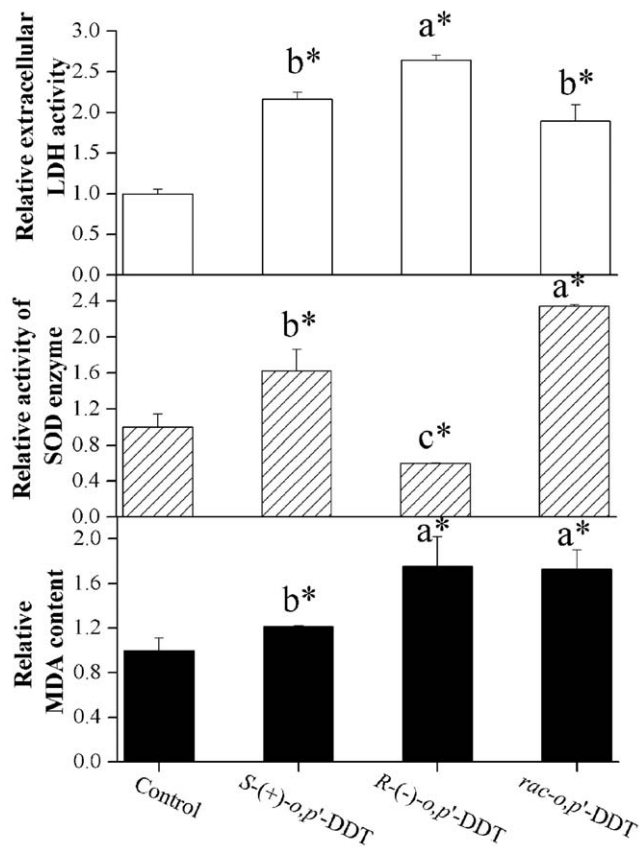 Relative extracellular
LDH activity
3.0
2.5
2.0
1.5
1.0
0.5
0.0
b*
a*
b*
Relative activity of
SOD enzyme
2.4
2.0
1.6
1.2
0.8
0.4
0.0
b*
c*
a*
Relative
MDA content
2.0
1.6
1.2
0.8
0.4
0.0
b*
a*
a*
Control
S-(+)-o,p'-DDT
R-(-)-o,p'-DDT
rac-o,p'-DDT